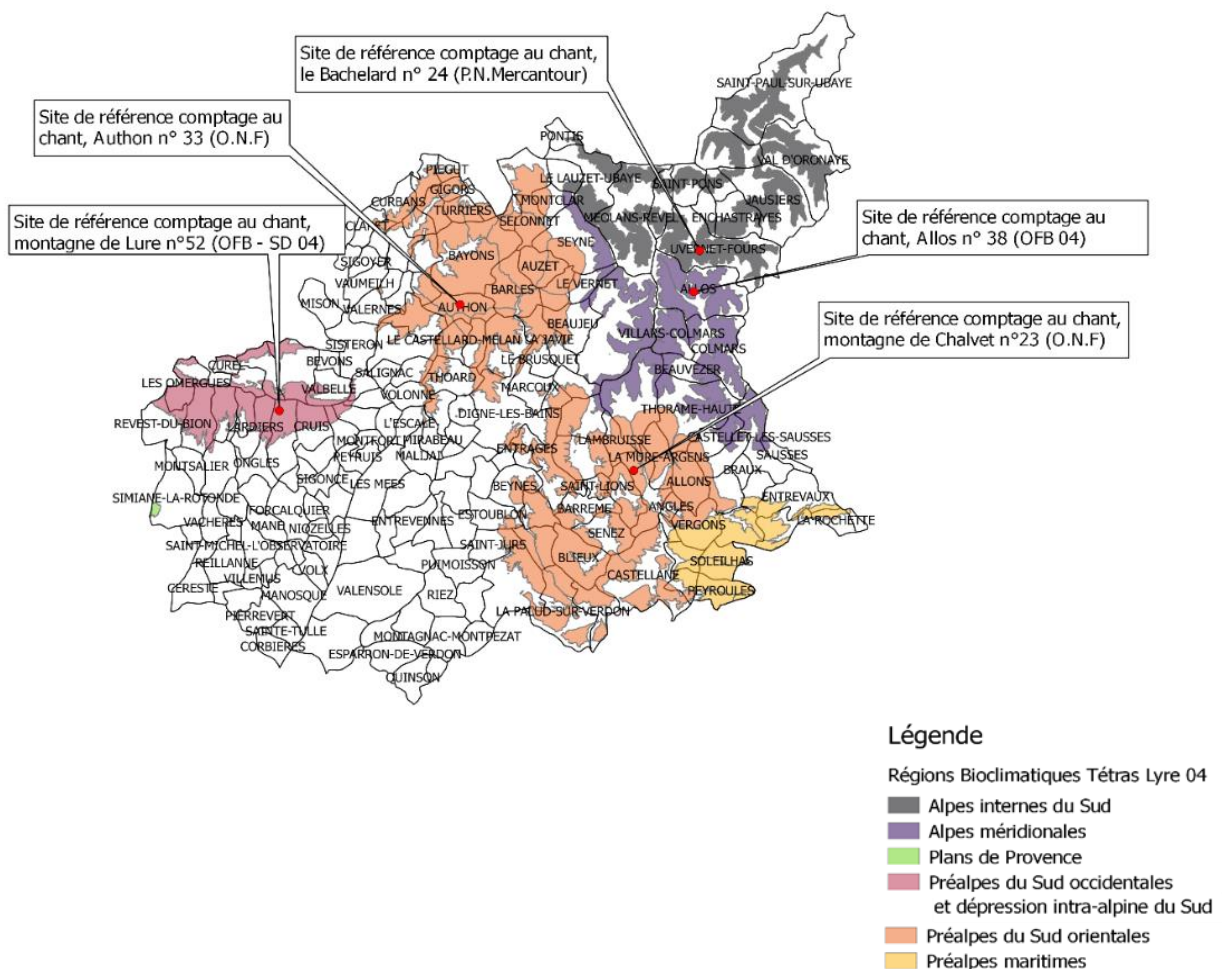 Site de référence comptage au chant,
le Bachelard n° 24 (P.N.Mercantour)
Site de référence comptage au
chant, Authon n° 33 (O.N.F)
Site de référence comptage au chant,
montagne de Lure n°52 (OFB - SD 04)
Site de référence comptage au
chant, Allos n° 38 (OFB 04)
Site de référence comptage au chant,
montagne de Chalvet n°23 (O.N.F)
SAINT-PAUL-SUR-UBAYE
PONTIS
VAL D'ORONAYE
LE LAUZET-UBAYE
SAINT-PONS
PIEGUT
GIGORS
CURBANS
MONTCLAR
JAUSIERS
TURRIERS
SELONNET
MEOLANS-REVEL
ENCHASTRAYES
SEYNE
UVERNET-FOURS
BAYONS
SIGOYER
AUZET
VAUMEILH
LE VERNET
BARLES
ALLOS
MISON
VALERNES
AUTHON
BEAUJEU
VILLARS-COLMARS
SISTERON
LE CASTELLARD-MELAN
LA JAVIE
COLMARS
CUREL
BEVONS
LE BRUSQUET
SALIGNAC
BEAUVEZER
LES OMERGUES
VALBELLE
THOARD
MARCOUX
VOLONNE
THORAME-HAUTE
DIGNE-LES-BAINS
REVEST-DU-BION
LARDIERS
CRUIS
L'ESCALE
CASTELLET-LES-SAUSSES
MONTFORT
MIRABEAU
LAMBRUISSE
ENTRAGES
PEYRUIS
MALIJAI
LA MURE-ARGENS
SAUSSES
MONTSALIER
ONGLES
BRAUX
SIGONCE
LES MEES
BEYNES
SAINT-LIONS
ALLONS
SIMIANE-LA-ROTONDE
ENTREVAUX
FORCALQUIER
BARREME
ANGLES
ESTOUBLON
VACHERES
MANE
NIOZELLES
ENTREVENNES
VERGONS
LA ROCHETTE
SENEZ
SAINT-MICHEL-L'OBSERVATOIRE
SAINT-JURS
BLIEUX
SOLEILHAS
REILLANNE
VOLX
PUIMOISSON
VILLEMUS
CASTELLANE
CERESTE
MANOSQUE
VALENSOLE
RIEZ
PEYROULES
LA PALUD-SUR-VERDON
PIERREVERT
SAINTE-TULLE
MONTAGNAC-MONTPEZAT
CORBIERES
ESPARRON-DE-VERDON
QUINSON
Légende
Régions Bioclimatiques Tétras Lyre 04
Alpes internes du Sud
Alpes méridionales
Plans de Provence
Préalpes du Sud occidentales
et dépression intra-alpine du Sud
Préalpes du Sud orientales
Préalpes maritimes